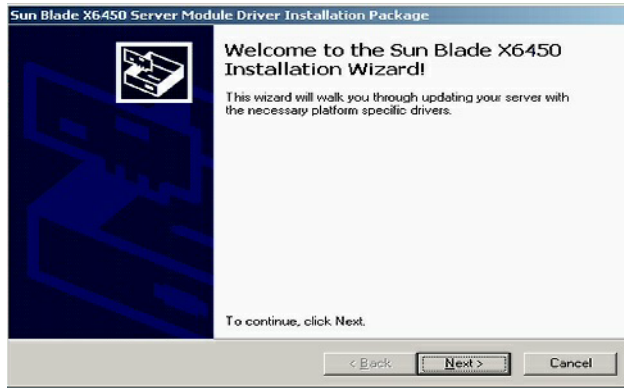 Sun Blade X6450 Server Module Driver Installation Package
Welcome to the Sun Blade X6450
Installation Wizard!
This wizard will walk you through updating your server with
the necessary platform specific drivers.
To continue, click Next.
< Back Next > Cancel